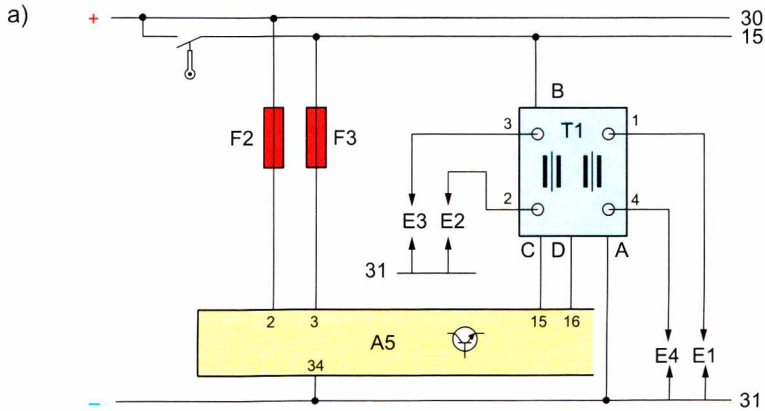 a)
+ 30
15
B
F2 F3 3 T1 1
2 4
E3 E2
C D A
31
2 3 15 16
A5
34
E4 E1
– 31